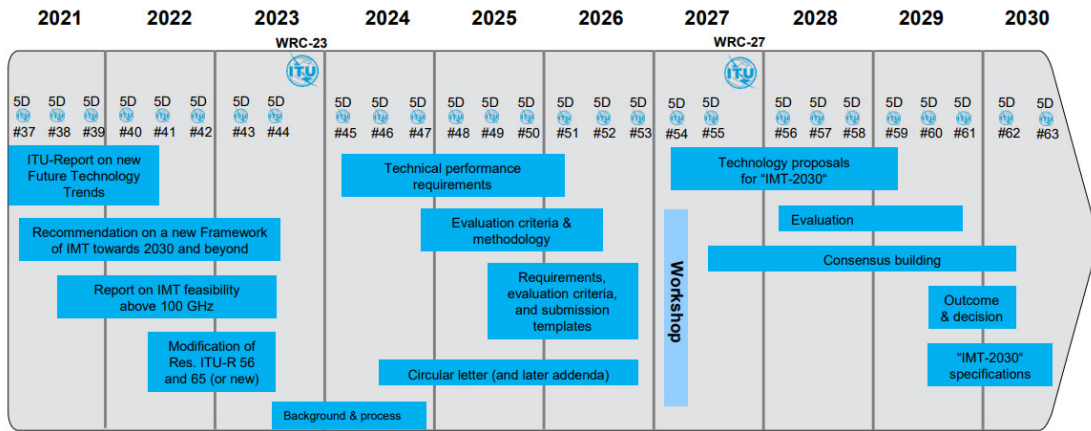 2021 2022 2023 2024 2025 2026 2027 2028 2029 2030
WRC-23 WRC-27
ITU ITU
5D 5D 5D 5D 5D 5D 5D 5D 5D 5D 5D 5D 5D 5D 5D 5D 5D 5D 5D 5D 5D 5D 5D 5D 5D 5D 5D
#37 #38 #39 #40 #41 #42 #43 #44 #45 #46 #47 #48 #49 #50 #51 #52 #53 #54 #55 #56 #57 #58 #59 #60 #61 #62 #63
ITU-Report on new
Future Technology
Trends
Technical performance
requirements
Technology proposals
for “IMT-2030“
Recommendation on a new Framework
of IMT towards 2030 and beyond
Evaluation criteria &
methodology
Evaluation
Consensus building
Report on IMT feasibility
above 100 GHz
Requirements,
evaluation criteria,
and submission
templates
Workshop
Outcome
& decision
Modification of
Res. ITU-R 56
and 65 (or new)
Circular letter (and later addenda)
“IMT-2030“
specifications
Background & process